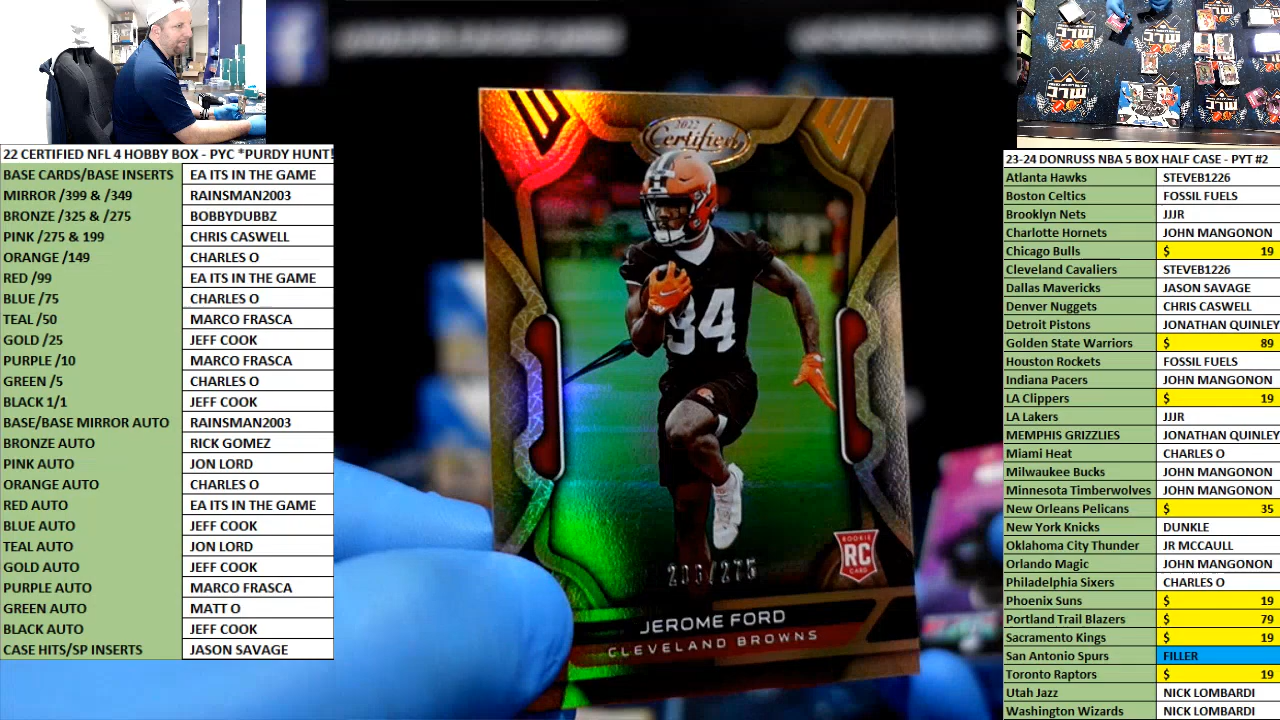 22 CERTIFIED NFL 4 HOBBY BOX - PYC *PURDY HUNT!
BASE CARDS/BASE INSERTS EA ITS IN THE GAME
MIRROR /399 & /349 RAINSMAN2003
BRONZE /325 & /275 BOBBYDUBBZ
PINK /275 & 199 CHRIS CASWELL
ORANGE /149 CHARLES O
RED /99 EA ITS IN THE GAME
BLUE /75 CHARLES O
TEAL /50 MARCO FRASCA
GOLD /25 JEFF COOK
PURPLE /10 MARCO FRASCA
GREEN /5 CHARLES O
BLACK 1/1 JEFF COOK
BASE/BASE MIRROR AUTO RAINSMAN2003
BRONZE AUTO RICK GOMEZ
PINK AUTO JON LORD
ORANGE AUTO CHARLES O
RED AUTO EA ITS IN THE GAME
BLUE AUTO JEFF COOK
TEAL AUTO JON LORD
GOLD AUTO JEFF COOK
PURPLE AUTO MARCO FRASCA
GREEN AUTO MATT O
BLACK AUTO JEFF COOK
CASE HITS/SP INSERTS JASON SAVAGE
2022
Certified
34
ROOKIE
RC
CARD
/275
JEROME FORD
CLEVELAND BROWNS
WLC
WLC
WLC
WLC
23-24 DONRUSS NBA 5 BOX HALF CASE - PYT #2
Atlanta Hawks STEVEB1226
Boston Celtics FOSSIL FUELS
Brooklyn Nets JJJR
Charlotte Hornets JOHN MANGONON
Chicago Bulls $ 19
Cleveland Cavaliers STEVEB1226
Dallas Mavericks JASON SAVAGE
Denver Nuggets CHRIS CASWELL
Detroit Pistons JONATHAN QUINLEY
Golden State Warriors $ 89
Houston Rockets FOSSIL FUELS
Indiana Pacers JOHN MANGONON
LA Clippers $ 19
LA Lakers JJJR
MEMPHIS GRIZZLIES JONATHAN QUINLEY
Miami Heat CHARLES O
Milwaukee Bucks JOHN MANGONON
Minnesota Timberwolves JOHN MANGONON
New Orleans Pelicans $ 35
New York Knicks DUNKLE
Oklahoma City Thunder JR MCCAULL
Orlando Magic JOHN MANGONON
Philadelphia Sixers CHARLES O
Phoenix Suns $ 19
Portland Trail Blazers $ 79
Sacramento Kings $ 19
San Antonio Spurs FILLER
Toronto Raptors $ 19
Utah Jazz NICK LOMBARDI
Washington Wizards NICK LOMBARDI